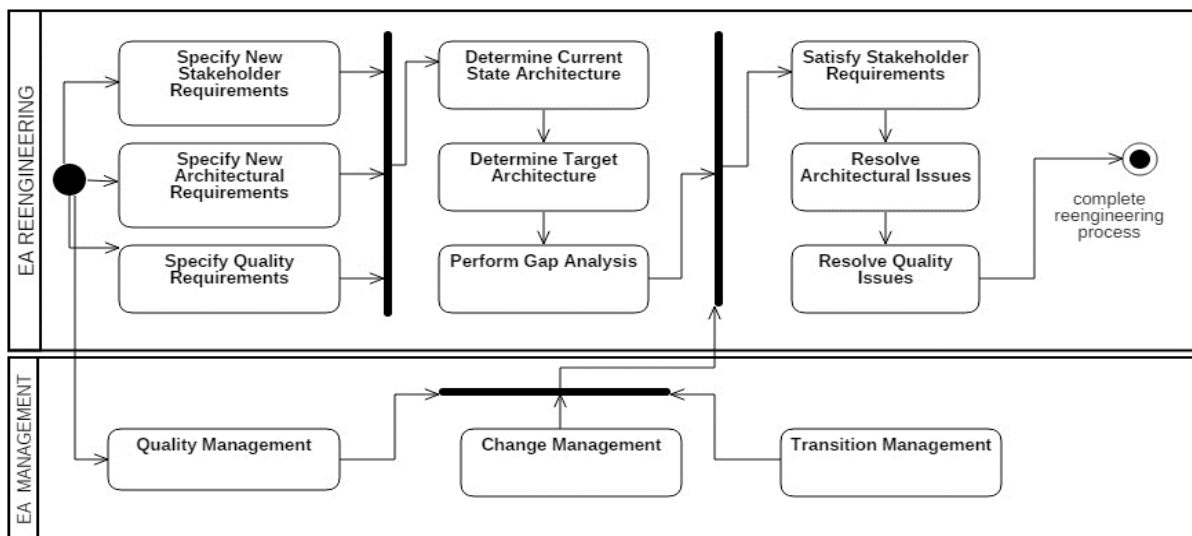 EA REENGINEERING
Specify New
Stakeholder
Requirements
Specify New
Architectural
Requirements
Specify Quality
Requirements
Determine Current
State Architecture
Determine Target
Architecture
Perform Gap Analysis
Satisfy Stakeholder
Requirements
Resolve
Architectural Issues
Resolve Quality
Issues
complete
reengineering
process
EA MANAGEMENT
Quality Management
Change Management
Transition Management